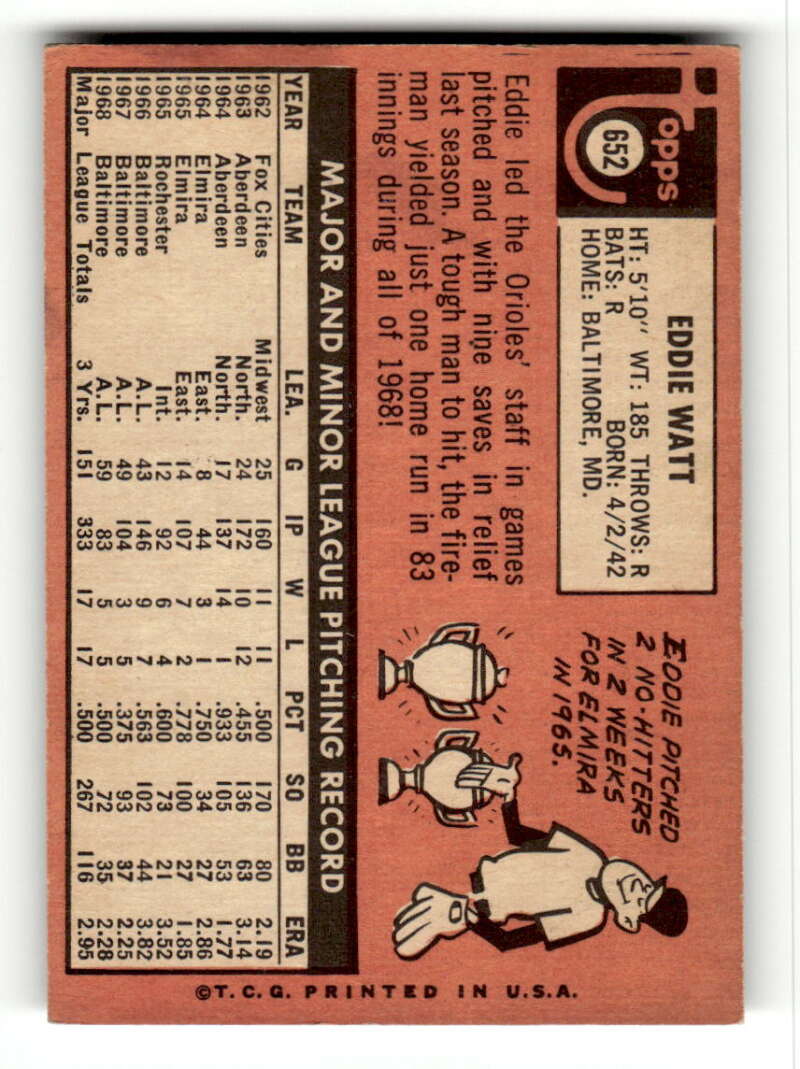 Topps
652
EDDIE WATT
HT: 5'10" WT: 185 THROWS: R
BATS: R BORN: 4/2/42
HOME: BALTIMORE, MD.
Eddie led the Orioles' staff in games
pitched and with nine saves in relief
last season. A tough man to hit, the fire-
man yielded just one home run in 83
innings during all of 1968!
EDDIE PITCHED
2 NO-HITTERS
IN 2 WEEKS
FOR ELMIRA
IN 1965.
MAJOR AND MINOR LEAGUE PITCHING RECORD
YEAR TEAM LEA. G IP W L PCT SO BB ERA
1962 Fox Cities Midwest 25 160 11 11 .500 170 80 2.19
1963 Aberdeen North. 24 172 10 12 .455 136 63 3.14
1964 Aberdeen North. 17 137 14 1 .933 105 53 1.77
1964 Elmira East. 8 44 3 1 .750 34 27 2.86
1965 Elmira East. 14 107 7 2 .778 100 27 1.85
1965 Rochester Int. 12 92 6 4 .600 73 21 3.52
1966 Baltimore A.L. 43 146 9 7 .563 102 44 3.82
1967 Baltimore A.L. 49 104 3 5 .375 93 37 2.25
1968 Baltimore A.L. 59 83 5 5 .500 72 35 2.28
Major League Totals 3 Yrs. 151 333 17 17 .500 267 116 2.95
©T.C.G. PRINTED IN U.S.A.